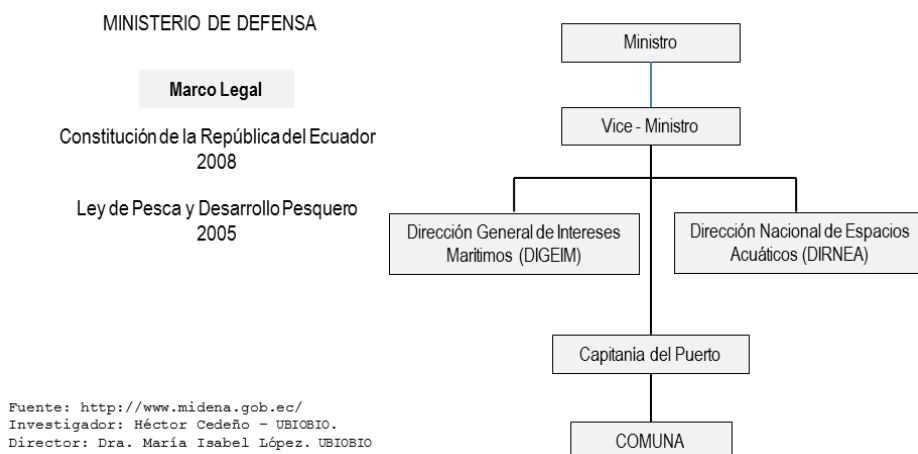 MINISTERIO DE DEFENSA
Marco Legal
Constitución de la República del Ecuador
2008
Ley de Pesca y Desarrollo Pesquero
2005
Ministro
Vice - Ministro
Dirección General de Intereses
Marítimos (DIGEIM)
Dirección Nacional de Espacios
Acuáticos (DIRNEA)
Capitanía del Puerto
COMUNA
Fuente: http://www.midena.gob.ec/
Investigador: Héctor Cedeño – UBIOBIO.
Director: Dra. María Isabel López. UBIOBIO